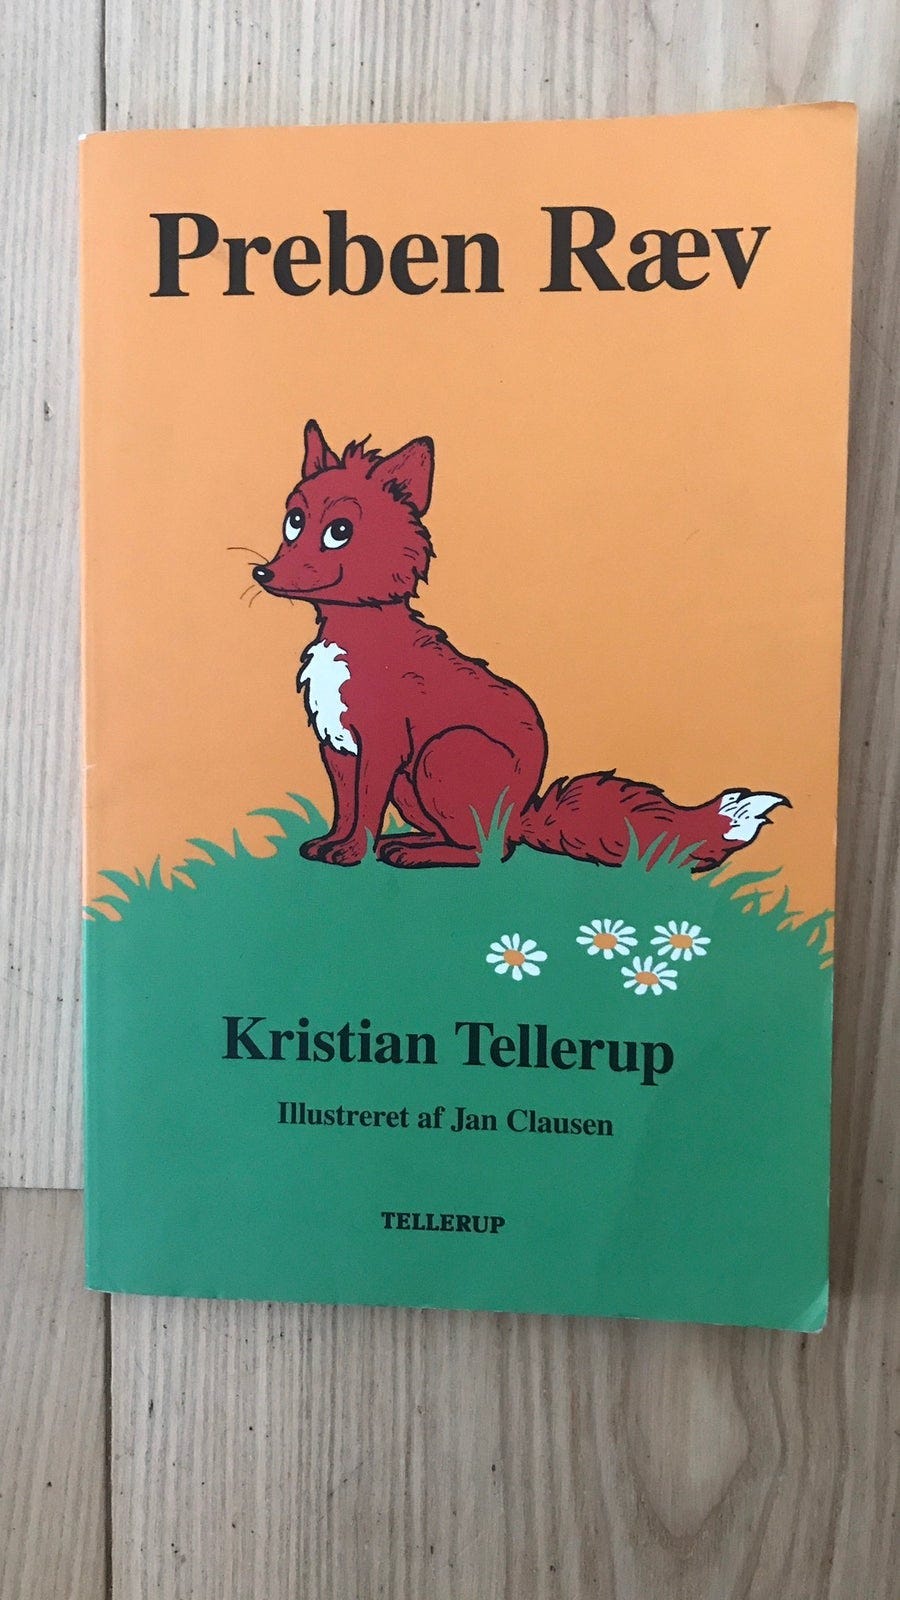 Preben Ræv
Kristian Tellerup
Illustreret af Jan Clausen
TELLERUP